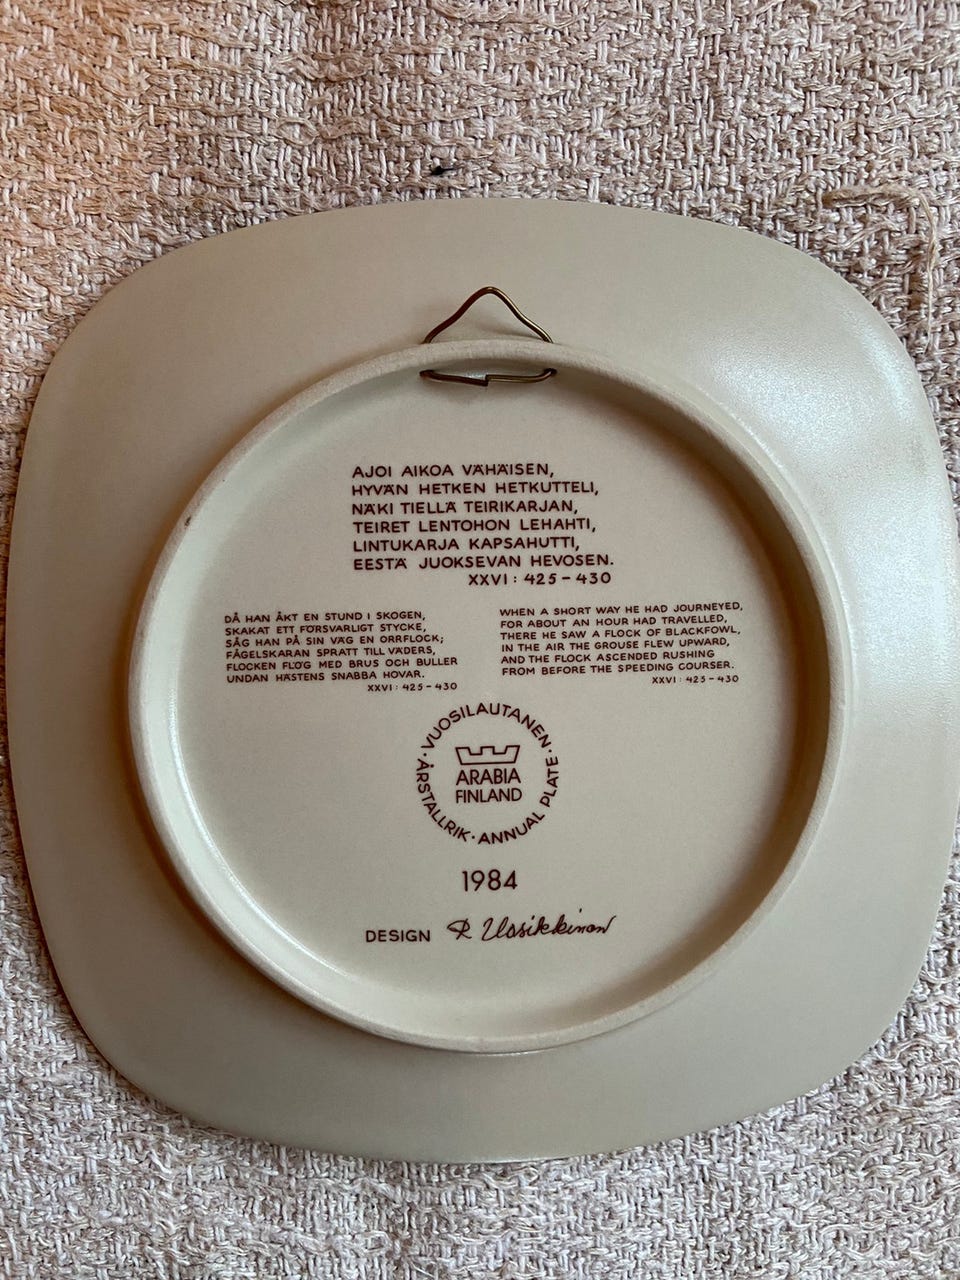 AJOI AIKOA VÄHÄISEN,
HYVÄN HETKEN HETKUTTELI,
NÄKI TIELLÄ TEIRIKARJAN,
TEIRET LENTOHON LEHAHTI,
LINTUKARJA KAPSAHUTTI,
EESTÄ JUOKSEVAN HEVOSEN.
XXVI: 425-430
DÅ HAN ÅKT EN STUND I SKOGEN,
SKAKAT ETT FÖRSVARLIGT STYCKE,
SÅG HAN PÅ SIN VÄG EN ORRFLOCK;
FÅGELSKARAN SPRATT TILL VÄDERS,
FLOCKEN FLÖG MED BRUS OCH BULLER
UNDAN HÄSTENS SNABBA HOVAR.
XXVI: 425-430
WHEN A SHORT WAY HE HAD JOURNEYED,
FOR ABOUT AN HOUR HAD TRAVELLED,
THERE HE SAW A FLOCK OF BLACKFOWL,
IN THE AIR THE GROUSE FLEW UPWARD,
AND THE FLOCK ASCENDED RUSHING
FROM BEFORE THE SPEEDING COURSER.
XXVI: 425-430
· VUOSILAUTANEN · ANNUAL PLATE · ÅRSTALLRIK
ARABIA
FINLAND
1984
DESIGN R. Uosikkinen